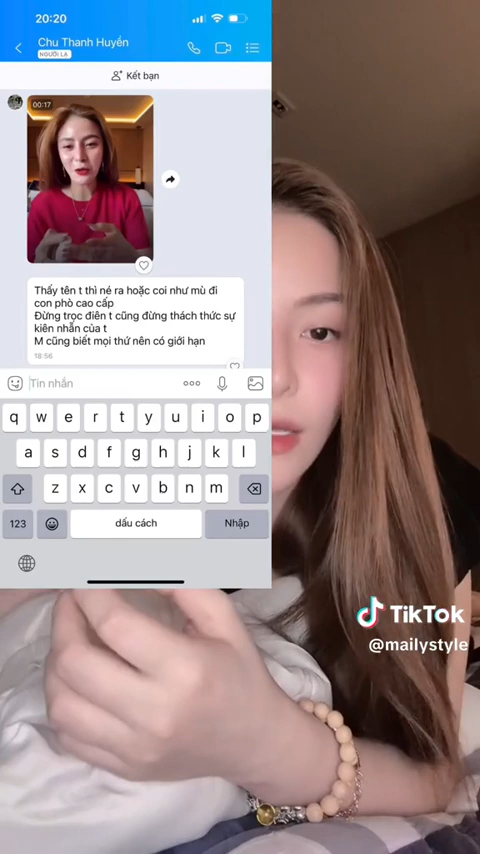 20:20
Chu Thanh Huyền
NGƯỜI LẠ
Kết bạn
00:17
Thấy tên t thì né ra hoặc coi như mù đi
con phò cao cấp
Đừng trọc điên t cũng đừng thách thức sự
kiên nhẫn của t
M cũng biết mọi thứ nên có giới hạn
18:56
Tin nhắn
q w e r t y u i o p
a s d f g h j k l
z x c v b n m
123 dấu cách Nhập
TikTok
@mailystyle